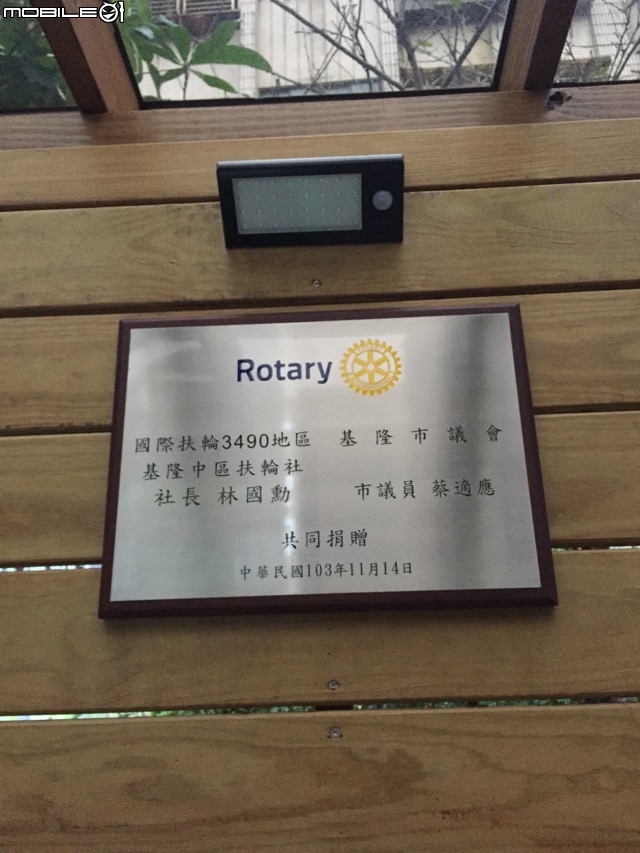 MOBILE01
Rotary
國際扶輪3490地區 基隆市議會
基隆中區扶輪社
社長 林國勳 市議員 蔡適應
共同捐贈
中華民國103年11月14日